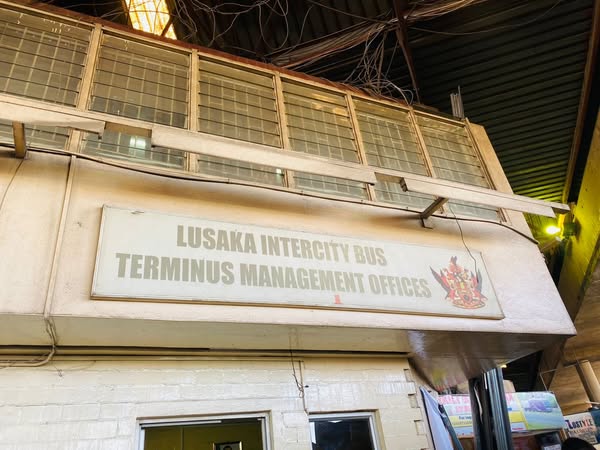 LUSAKA INTERCITY BUS
TERMINUS MANAGEMENT OFFICES